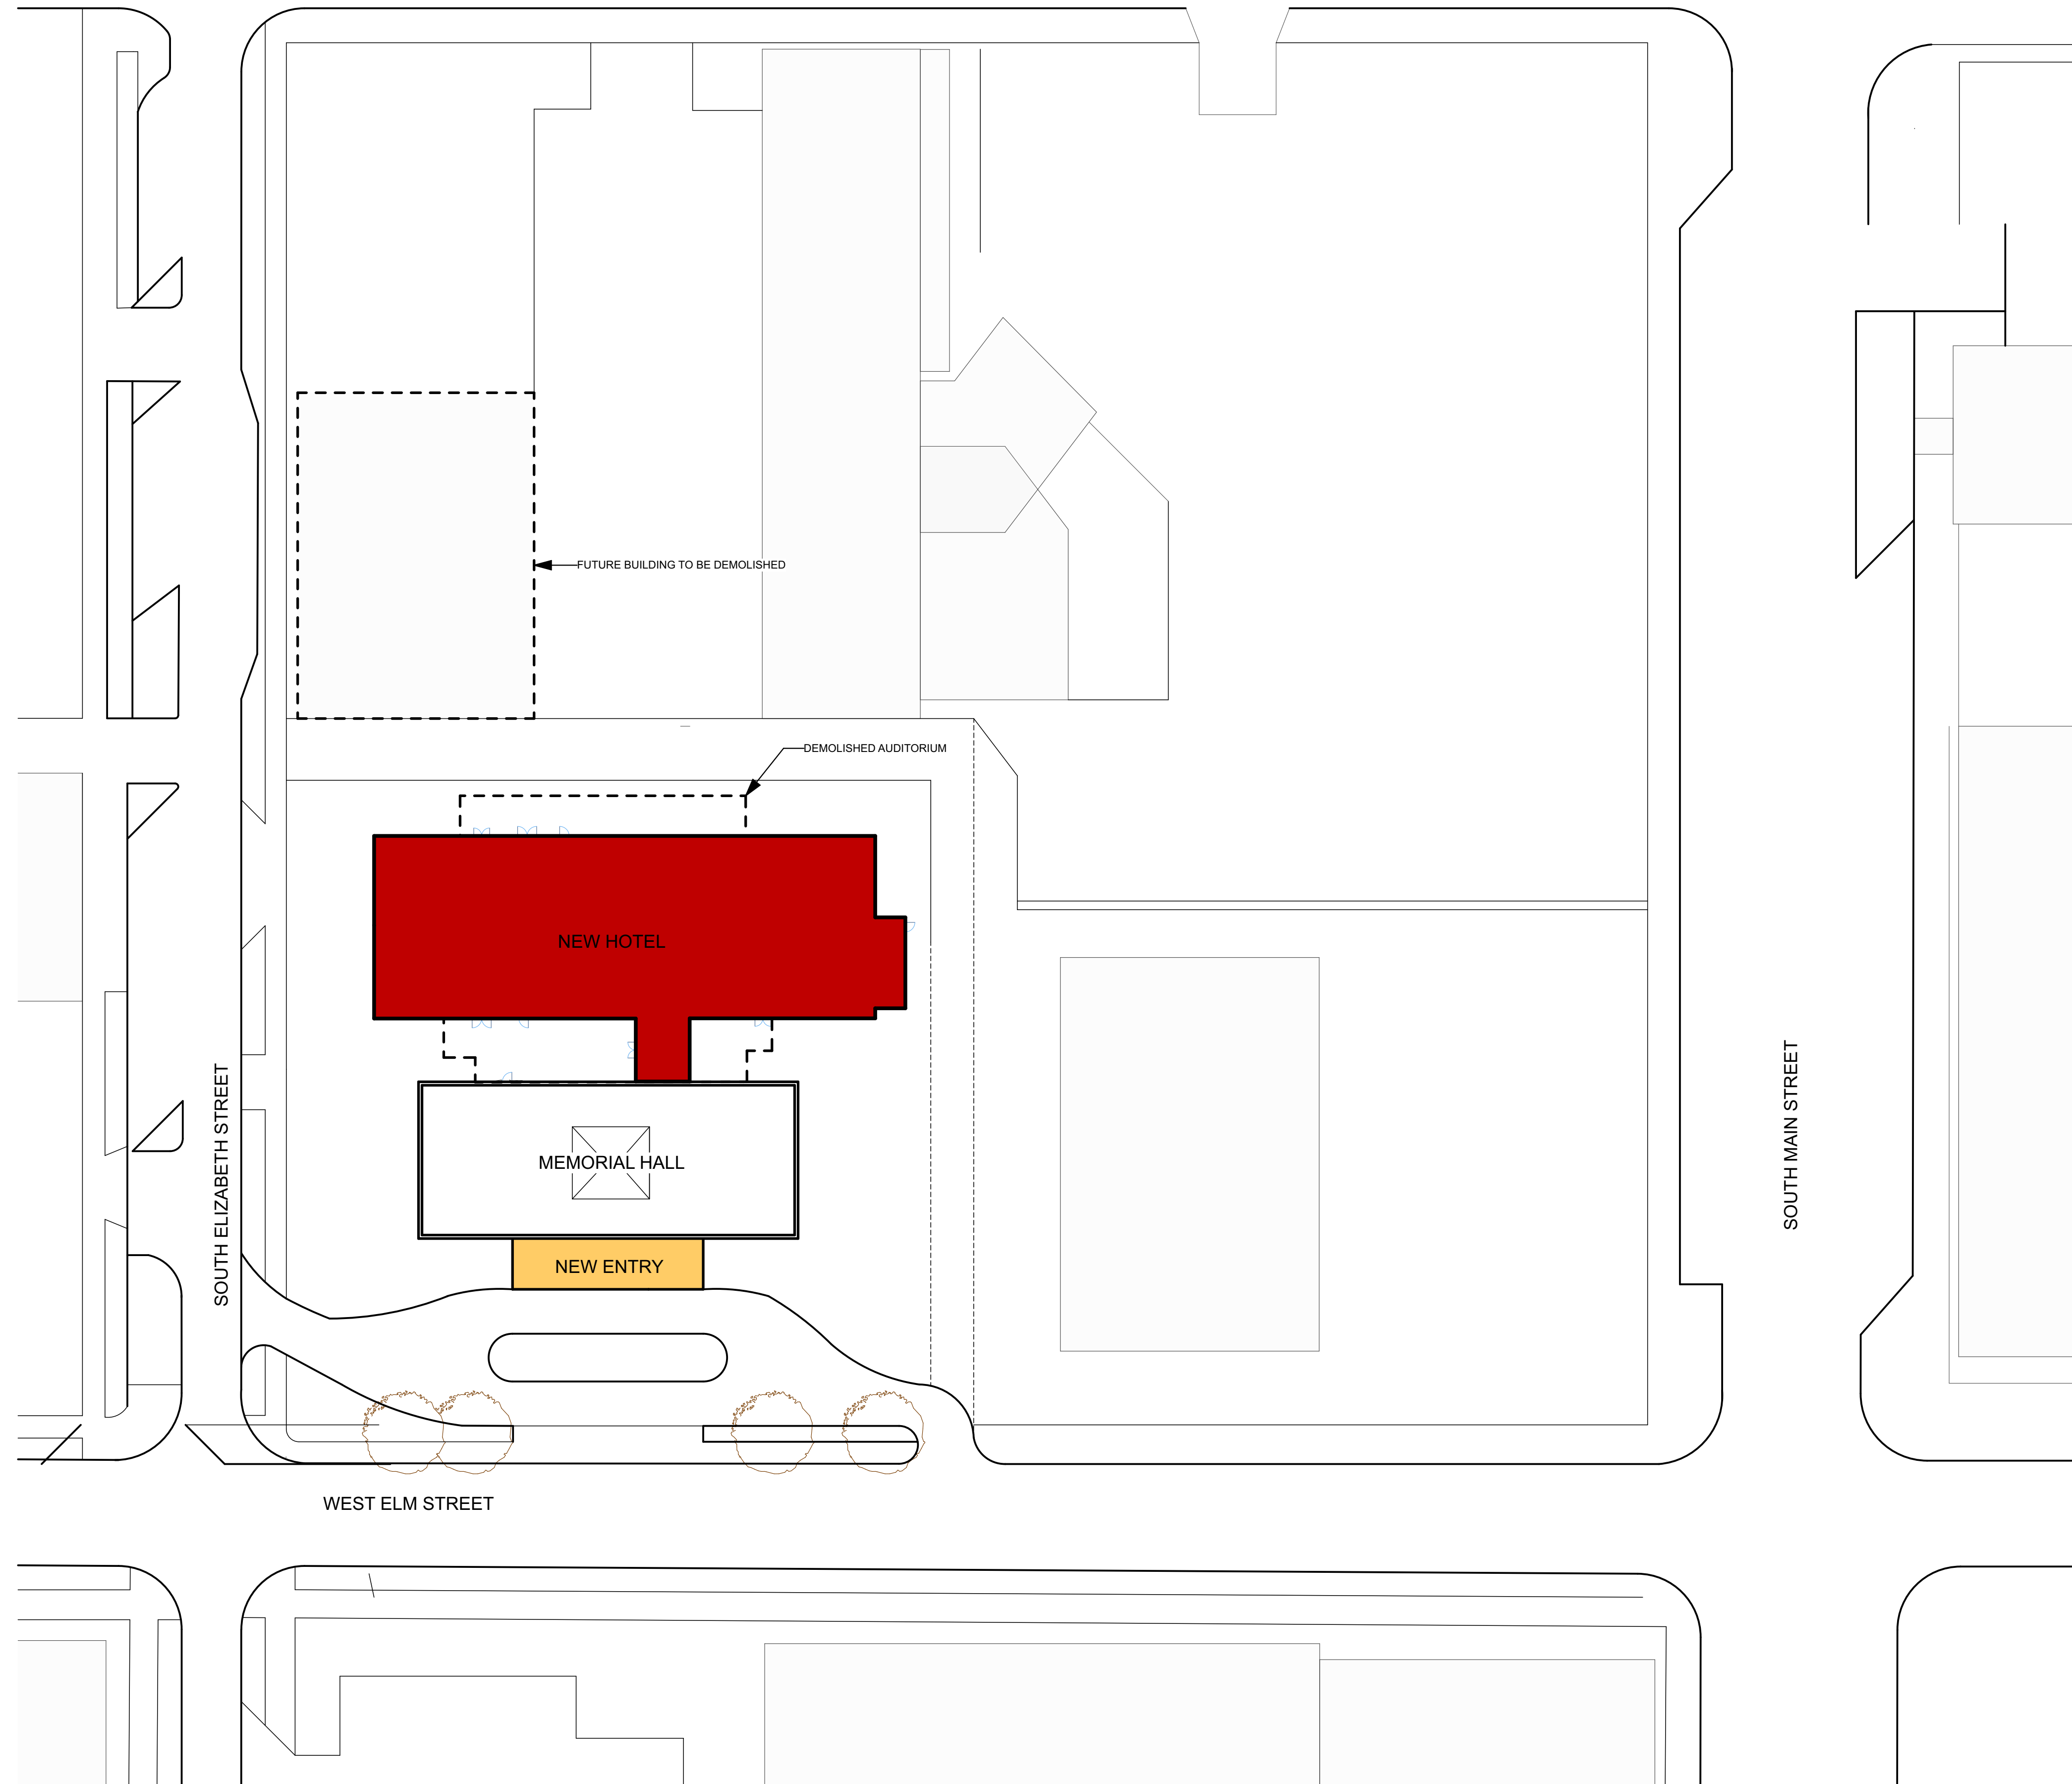 FUTURE BUILDING TO BE DEMOLISHED
DEMOLISHED AUDITORIUM
NEW HOTEL
MEMORIAL HALL
NEW ENTRY
SOUTH ELIZABETH STREET
SOUTH MAIN STREET
WEST ELM STREET